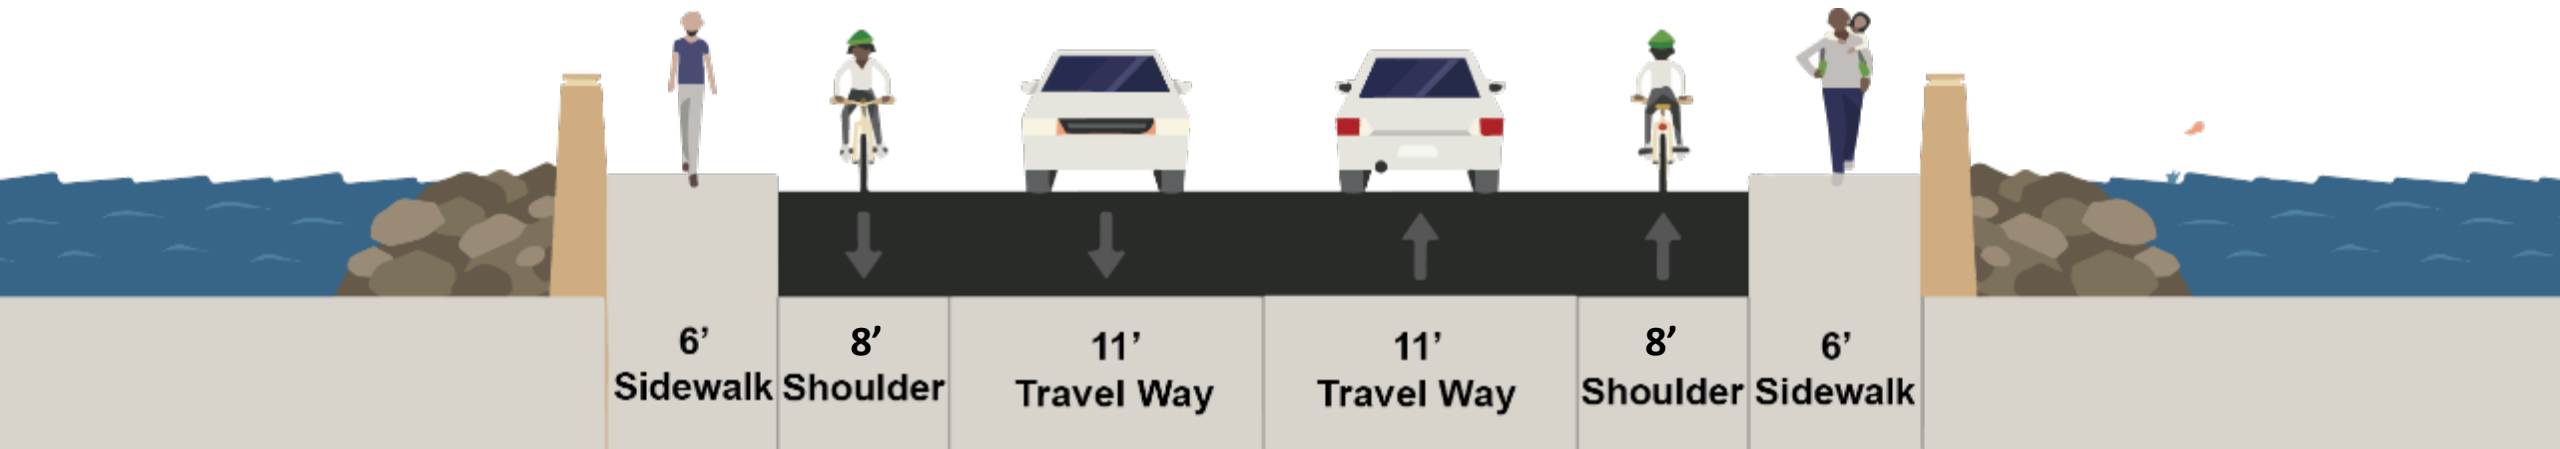 6’
Sidewalk
8’
Shoulder
11’
Travel Way
11’
Travel Way
8’
Shoulder
6’
Sidewalk